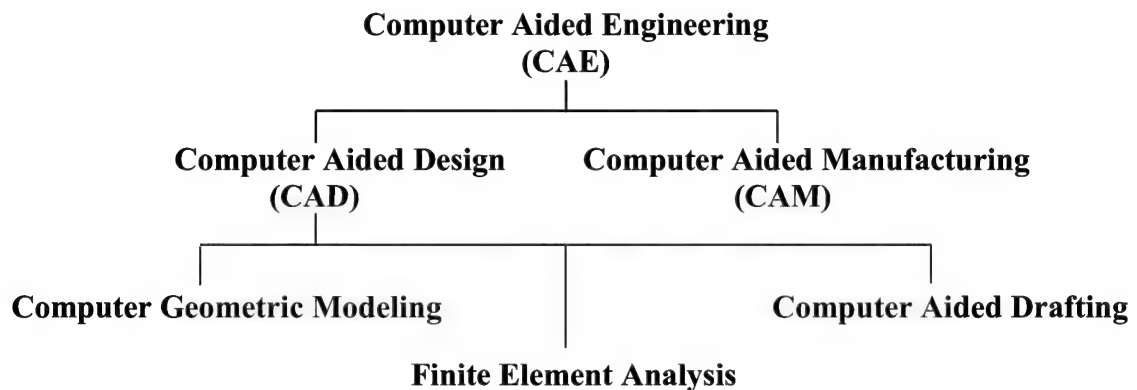 Computer Aided Engineering
(CAE)
Computer Aided Design
(CAD)
Computer Aided Manufacturing
(CAM)
Computer Geometric Modeling
Computer Aided Drafting
Finite Element Analysis